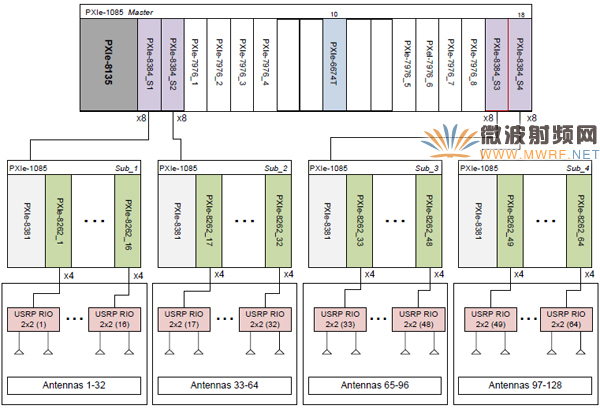 PXIe-1085 Master
10
18
PXIe-8135
PXIe-8384_S1
PXIe-8384_S2
PXIe-7976_1
PXIe-7976_2
PXIe-7976_3
PXIe-7976_4
PXIe-6674T
PXIe-7976_5
PXeI-7976_6
PXIe-7976_7
PXIe-7976_8
PXIe-8384_S3
PXIe-8384_S4
x8
x8
x8
x8
微波射频网
WWW.MWRF.NET
PXIe-1085 Sub_1
PXIe-8381
PXIe-8262_1
...
PXIe-8262_16
x4
x4
USRP RIO
2x2 (1)
...
USRP RIO
2x2 (16)
Antennas 1-32
PXIe-1085 Sub_2
PXIe-8381
PXIe-8262_17
...
PXIe-8262_32
x4
x4
USRP RIO
2x2 (17)
...
USRP RIO
2x2 (32)
Antennas 33-64
PXIe-1085 Sub_3
PXIe-8381
PXIe-8262_33
...
PXIe-8262_48
x4
x4
USRP RIO
2x2 (33)
...
USRP RIO
2x2 (48)
Antennas 65-96
PXIe-1085 Sub_4
PXIe-8381
PXIe-8262_49
...
PXIe-8262_64
x4
x4
USRP RIO
2x2 (49)
...
USRP RIO
2x2 (64)
Antennas 97-128